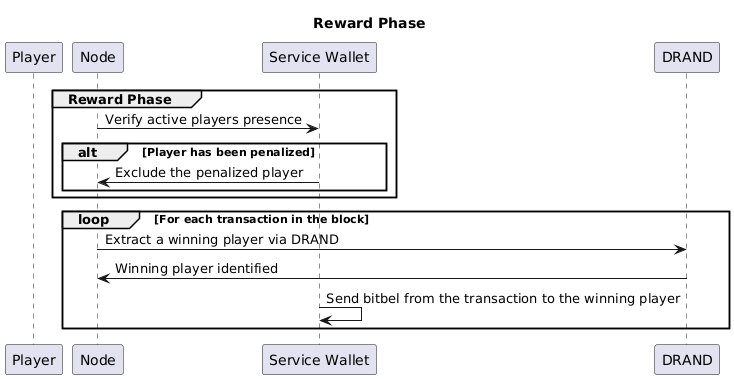 Reward Phase
Player
Node
Service Wallet
DRAND
Reward Phase
Verify active players presence
alt
[Player has been penalized]
Exclude the penalized player
loop
[For each transaction in the block]
Extract a winning player via DRAND
Winning player identified
Send bitbel from the transaction to the winning player
Player
Node
Service Wallet
DRAND